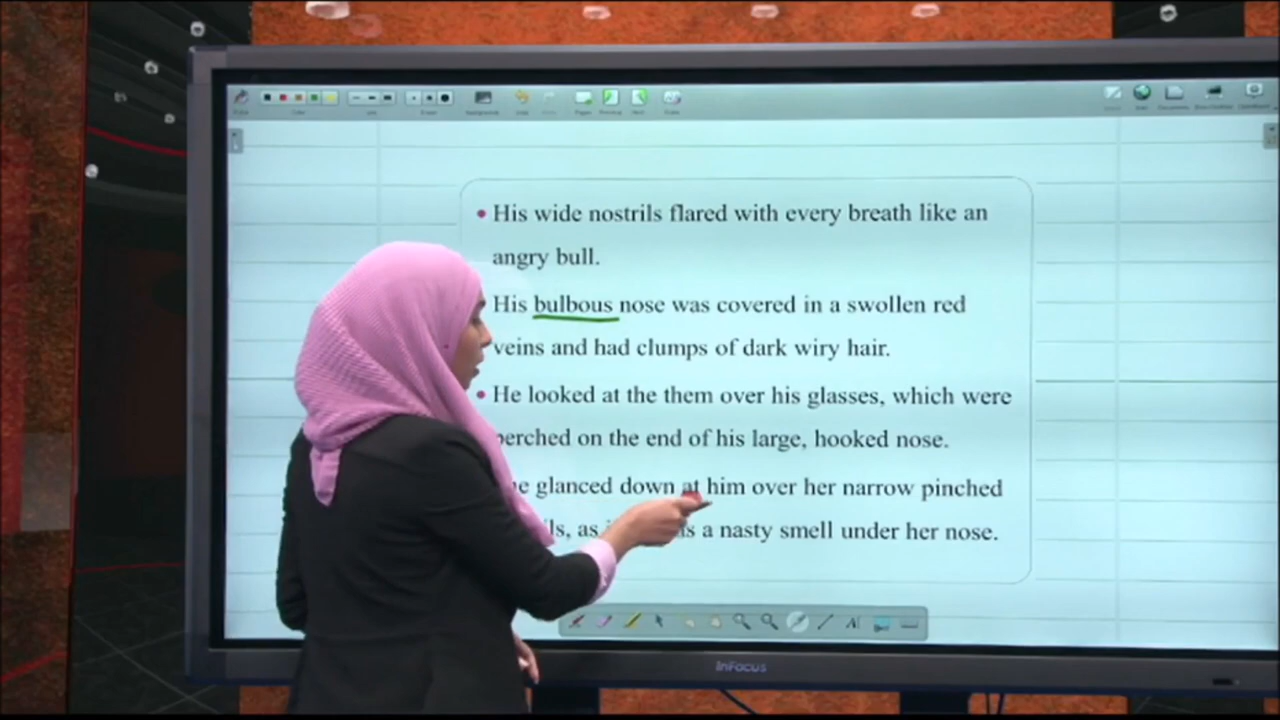 His wide nostrils flared with every breath like an
angry bull.
His bulbous nose was covered in a swollen red
veins and had clumps of dark wiry hair.
He looked at the them over his glasses, which were
perched on the end of his large, hooked nose.
glanced down at him over her narrow pinched
as a nasty smell under her nose.
InFocus